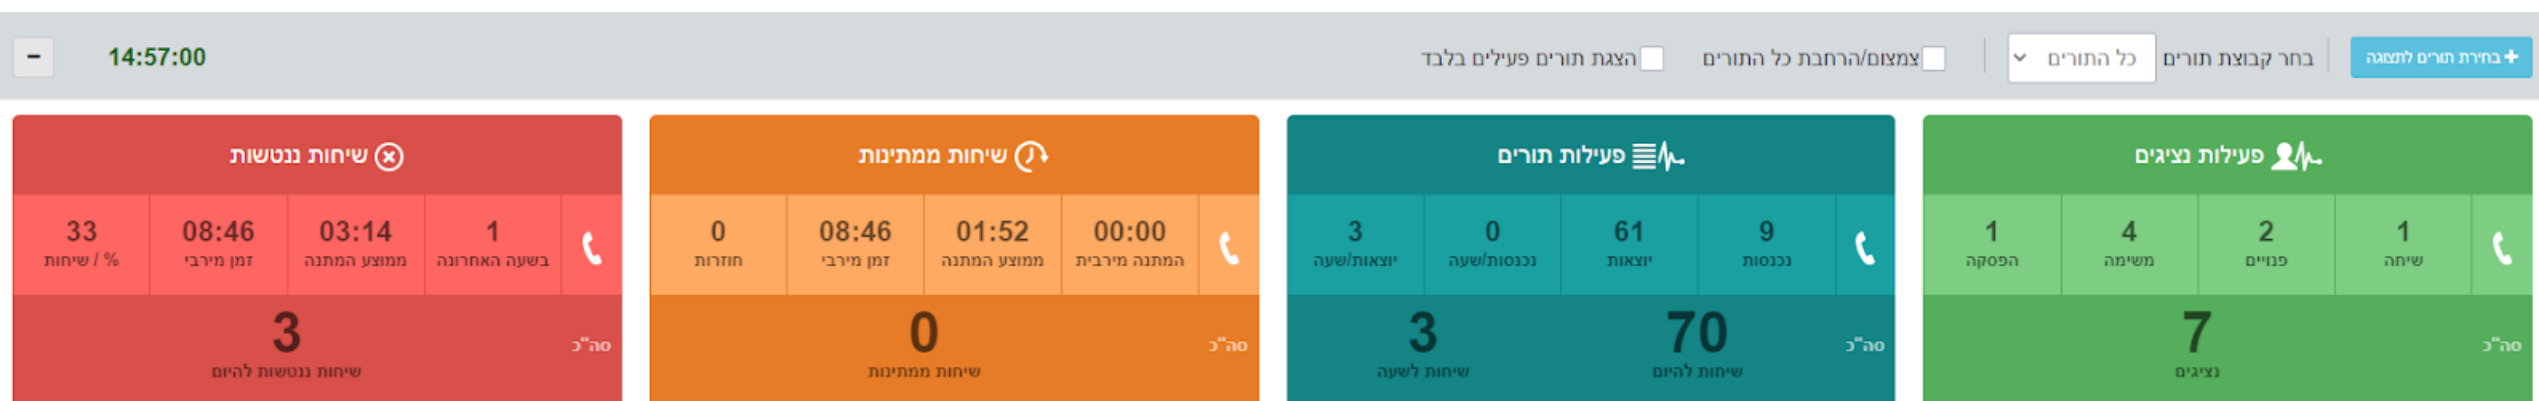 בחירת תורים לתצוגה
בחר קבוצת תורים כל התורים
צמצום/הרחבת כל התורים
הצגת תורים פעילים בלבד
14:57:00
פעילות נציגים
1 2 4 1
שיחה פנויים משימה הפסקה
סה"כ
7
נציגים
פעילות תורים
9 61 0 3
נכנסות יוצאות נכנסות/שעה יוצאות/שעה
סה"כ
70 3
שיחות להיום שיחות לשעה
שיחות ממתינות
00:00 01:52 08:46 0
המתנה מירבית ממוצע המתנה זמן מירבי חוזרות
סה"כ
0
שיחות ממתינות
שיחות ננטשות
1 03:14 08:46 33
בשעה האחרונה ממוצע המתנה זמן מירבי % / שיחות
סה"כ
3
שיחות ננטשות להיום